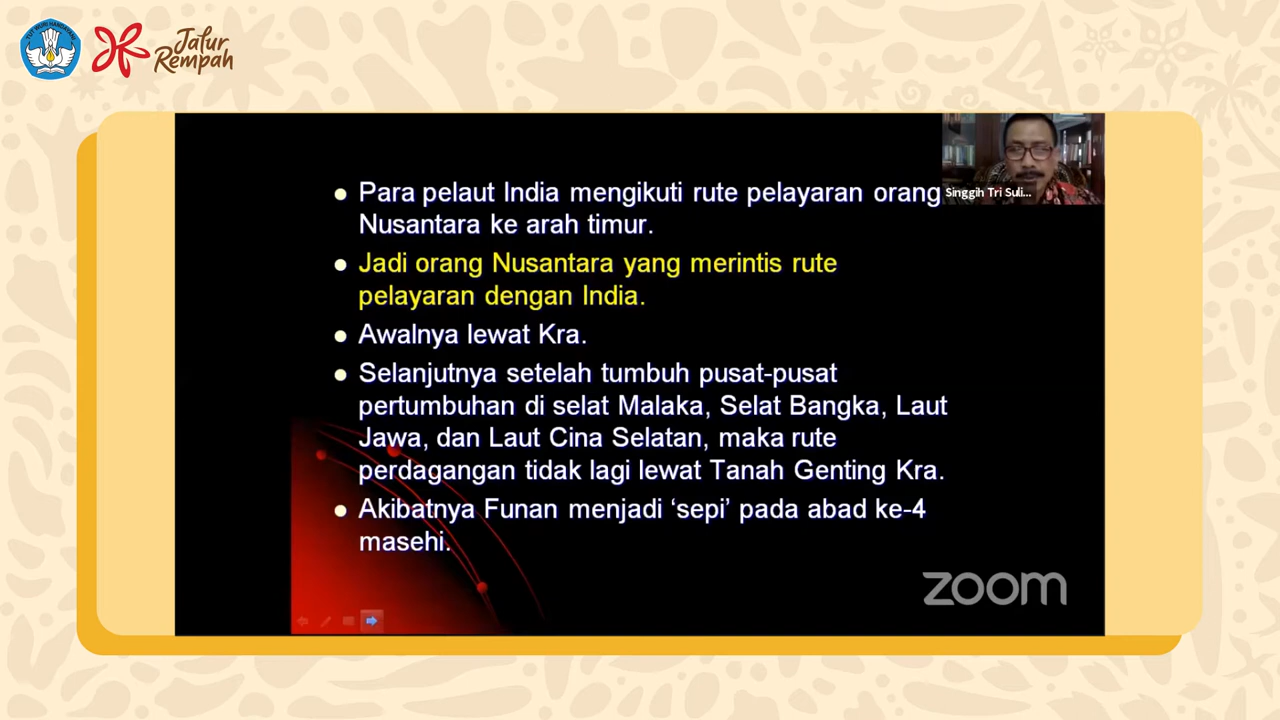 TUT WURI HANDAYANI
Jalur
Rempah
Singgih Tri Suli...
Para pelaut India mengikuti rute pelayaran orang
Nusantara ke arah timur.
Jadi orang Nusantara yang merintis rute
pelayaran dengan India.
Awalnya lewat Kra.
Selanjutnya setelah tumbuh pusat-pusat
pertumbuhan di selat Malaka, Selat Bangka, Laut
Jawa, dan Laut Cina Selatan, maka rute
perdagangan tidak lagi lewat Tanah Genting Kra.
Akibatnya Funan menjadi ‘sepi’ pada abad ke-4
masehi.
zoom